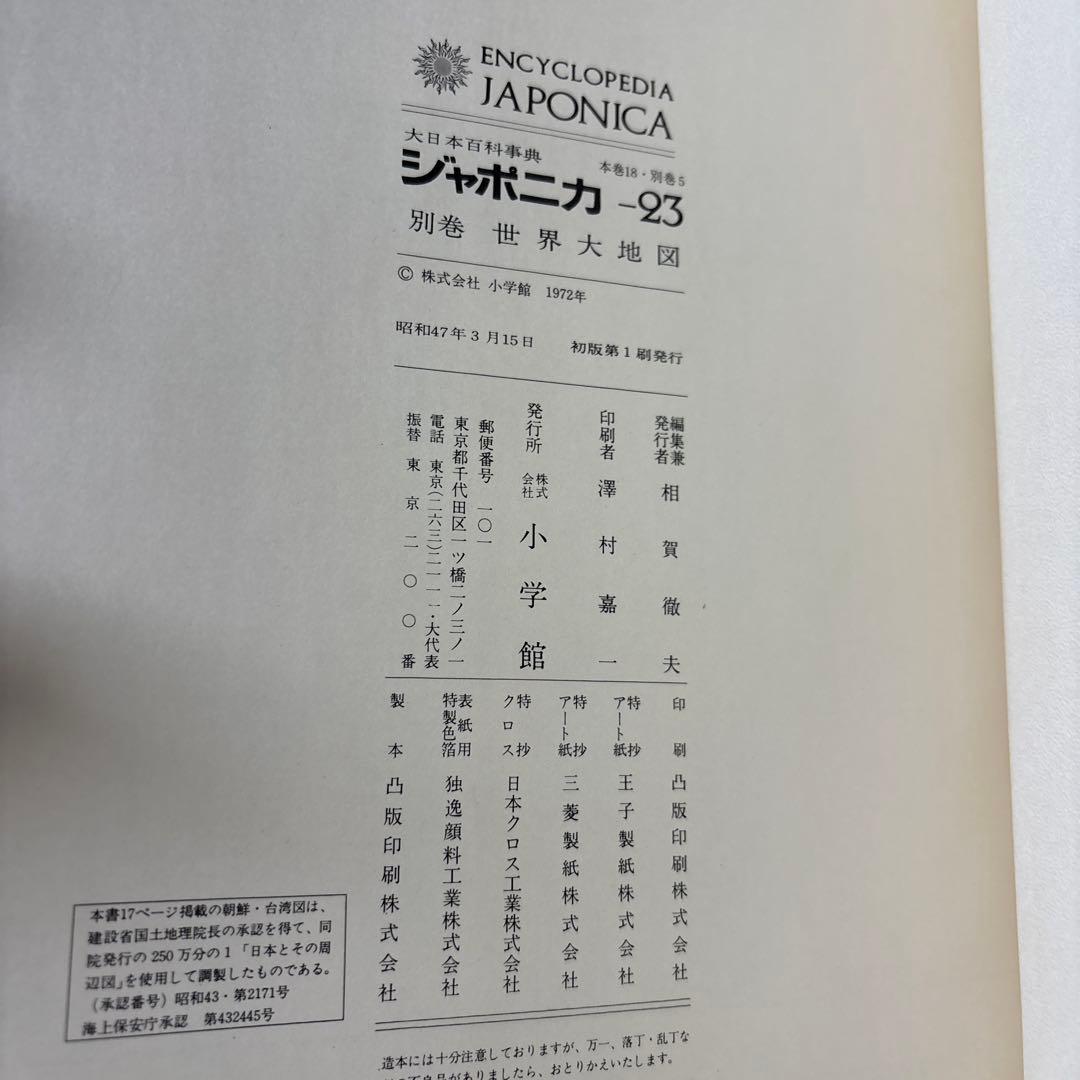 ENCYCLOPEDIA
JAPONICA
大日本百科事典
本巻18・別巻5
ジャポニカ -23
別巻 世界大地図
© 株式会社 小学館 1972年
昭和47年3月15日 初版第1刷発行
編集兼発行者 相賀徹夫
印刷者 澤村嘉一
発行所 株式会社 小学館
郵便番号 一〇一
東京都千代田区一ツ橋二ノ三ノ一
電話 東京(二六三)二一一一・大代表
振替 東京 二〇〇番
印刷 凸版印刷株式会社
特抄アート紙 王子製紙株式会社
特抄アート紙 三菱製紙株式会社
特抄クロス 日本クロス工業株式会社
表紙用特製色箔 独逸顔料工業株式会社
製本 凸版印刷株式会社
本書17ページ掲載の朝鮮・台湾図は、
建設省国土地理院長の承認を得て、同
院発行の250万分の1「日本とその周
辺図」を使用して調製したものである。
(承認番号)昭和43・第2171号
海上保安庁承認 第432445号
造本には十分注意しておりますが、万一、落丁・乱丁な
不良品がありましたら、おとりかえいたします。